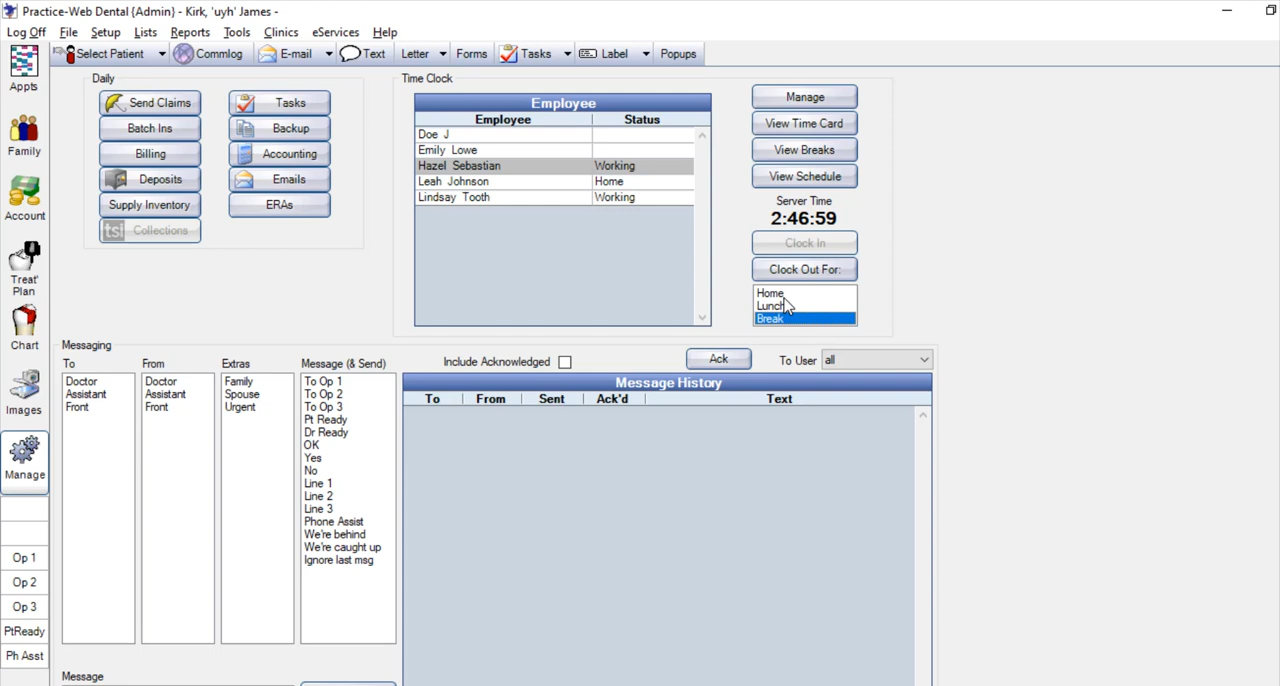 Practice-Web Dental {Admin} - Kirk, 'uyh' James -
Log Off File Setup Lists Reports Tools Clinics eServices Help
Select Patient Commlog E-mail Text Letter Forms Tasks Label Popups
Appts
Family
Account
Treat'
Plan
Chart
Images
Manage
Op 1
Op 2
Op 3
PtReady
Ph Asst
Daily
Send Claims Tasks
Batch Ins Backup
Billing Accounting
Deposits Emails
Supply Inventory ERAs
tsi Collections
Time Clock
Employee
Employee Status
Doe J
Emily Lowe
Hazel Sebastian Working
Leah Johnson Home
Lindsay Tooth Working
Manage
View Time Card
View Breaks
View Schedule
Server Time
2:46:59
Clock In
Clock Out For:
Home
Lunch
Break
Messaging
To From Extras Message (& Send)
Doctor
Assistant
Front
Doctor
Assistant
Front
Family
Spouse
Urgent
To Op 1
To Op 2
To Op 3
Pt Ready
Dr Ready
OK
Yes
No
Line 1
Line 2
Line 3
Phone Assist
We're behind
We're caught up
Ignore last msg
Include Acknowledged Ack To User all
Message History
To From Sent Ack'd Text
Message